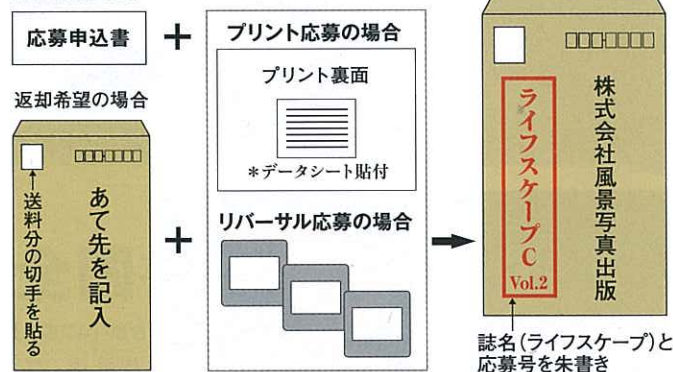 応募申込書
+
プリント応募の場合
プリント裏面
*データシート貼付
返却希望の場合
あて先を記入
送料分の切手を貼る
+
リバーサル応募の場合
株式会社風景写真出版
ライフスケープC
Vol.2
誌名(ライフスケープ)と
応募号を朱書き